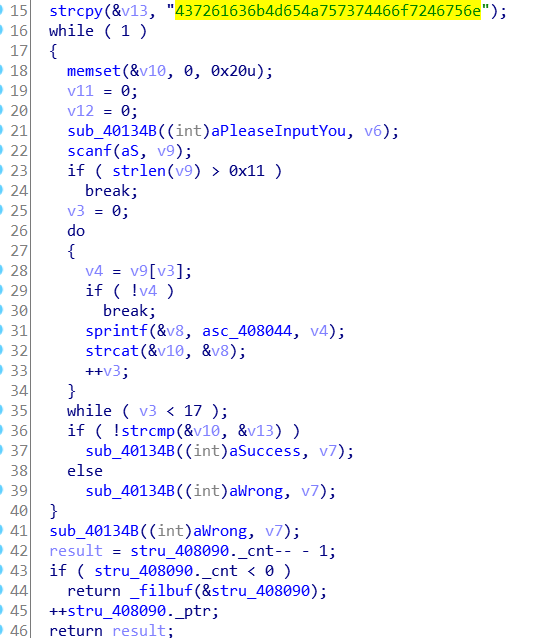 15 strcpy(&v13, "437261636b4d654a757374466f7246756e");
16 while ( 1 )
17 {
18 memset(&v10, 0, 0x20u);
19 v11 = 0;
20 v12 = 0;
21 sub_40134B((int)aPleaseInputYou, v6);
22 scanf(aS, v9);
23 if ( strlen(v9) > 0x11 )
24 break;
25 v3 = 0;
26 do
27 {
28 v4 = v9[v3];
29 if ( !v4 )
30 break;
31 sprintf(&v8, asc_408044, v4);
32 strcat(&v10, &v8);
33 ++v3;
34 }
35 while ( v3 < 17 );
36 if ( !strcmp(&v10, &v13) )
37 sub_40134B((int)aSuccess, v7);
38 else
39 sub_40134B((int)aWrong, v7);
40 }
41 sub_40134B((int)aWrong, v7);
42 result = stru_408090._cnt-- - 1;
43 if ( stru_408090._cnt < 0 )
44 return _filbuf(&stru_408090);
45 ++stru_408090._ptr;
46 return result;